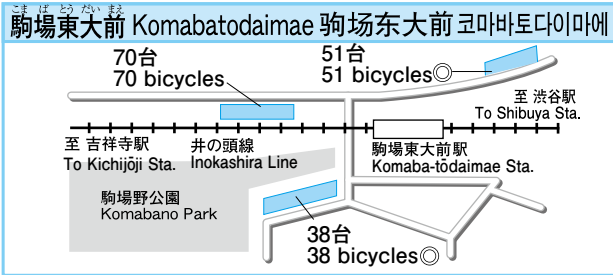 こま ば とう だい まえ
駒場東大前 Komabatodaimae 驹场东大前 코마바토다이마에
70台
70 bicycles
51台
51 bicycles◎
至 渋谷駅
To Shibuya Sta.
至 吉祥寺駅
To Kichijōji Sta.
井の頭線
Inokashira Line
駒場東大前駅
Komaba-tōdaimae Sta.
駒場野公園
Komabano Park
38台
38 bicycles◎